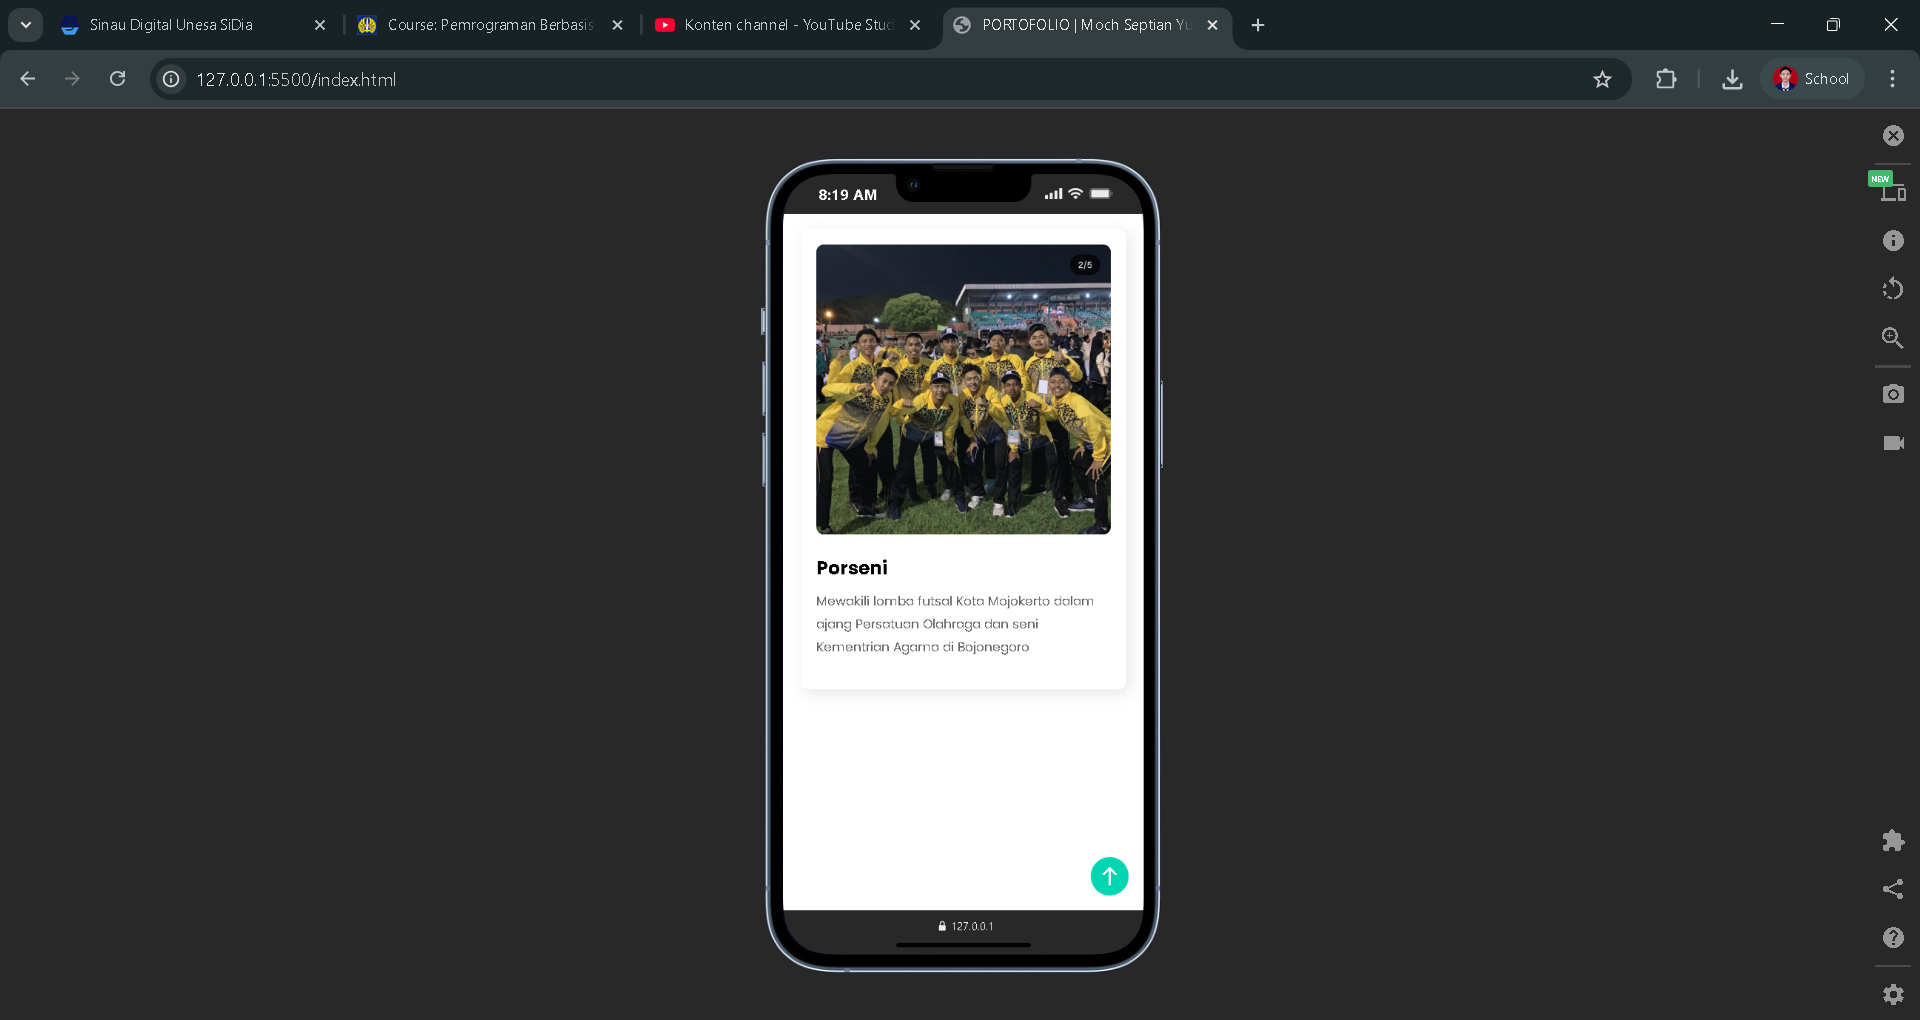 Sinau Digital Unesa SiDia
Course: Pemrograman Berbasis
Konten channel - YouTube Stud
PORTOFOLIO | Moch Septian Yu
127.0.0.1:5500/index.html
School
NEW
8:19 AM
2/5
Porseni
Mewakili lomba futsal Kota Mojokerto dalam
ajang Persatuan Olahraga dan seni
Kementrian Agama di Bojonegoro
127.0.0.1